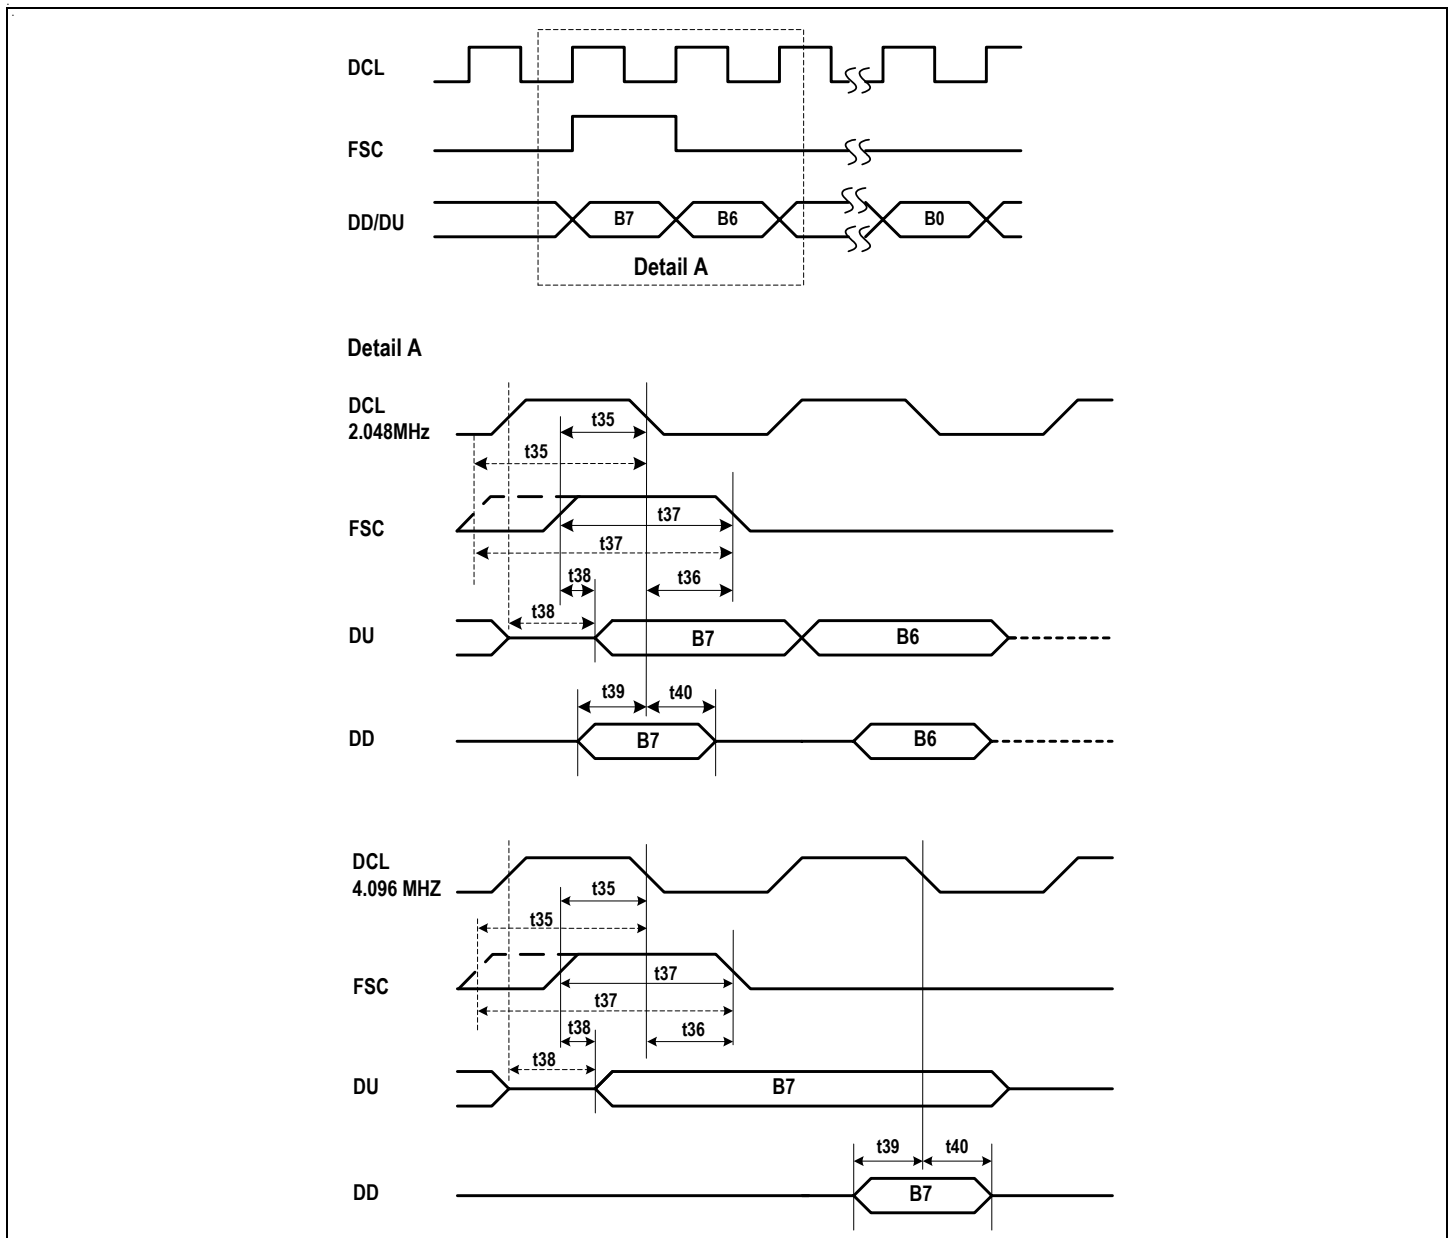 DCL
FSC
DD/DU
B7
B6
B0
Detail A
Detail A
DCL
2.048MHz
t35
t35
FSC
t37
t37
t38
t36
t38
DU
B7
B6
t39
t40
DD
B7
B6
DCL
4.096 MHZ
t35
t35
FSC
t37
t37
t38
t36
t38
DU
B7
t39
t40
DD
B7